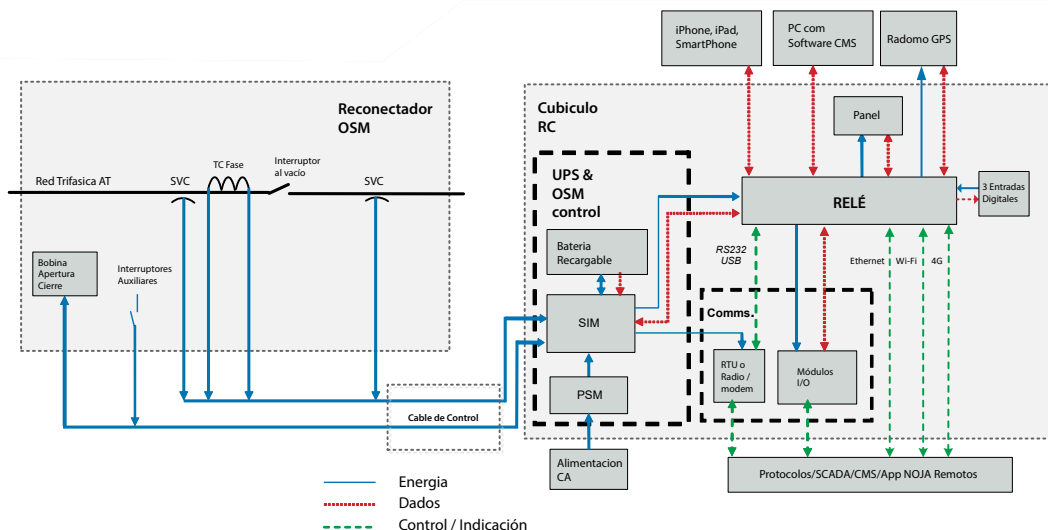 iPhone, iPad,
SmartPhone
PC com
Software CMS
Radomo GPS
Reconectador
OSM
Cubiculo
RC
Panel
TC Fase
Interruptor
al vacío
Red Trifasica AT
SVC
SVC
UPS &
OSM
control
RELÉ
3 Entradas
Digitales
Bobina
Apertura
Cierre
Interruptores
Auxiliares
Bateria
Recargable
RS232
USB
Ethernet
Wi-Fi
4G
SIM
Comms.
RTU o
Radio /
modem
Módulos
I/O
PSM
Cable de Control
Alimentacion
CA
Protocolos/SCADA/CMS/App NOJA Remotos
Energia
Dados
Control / Indicación